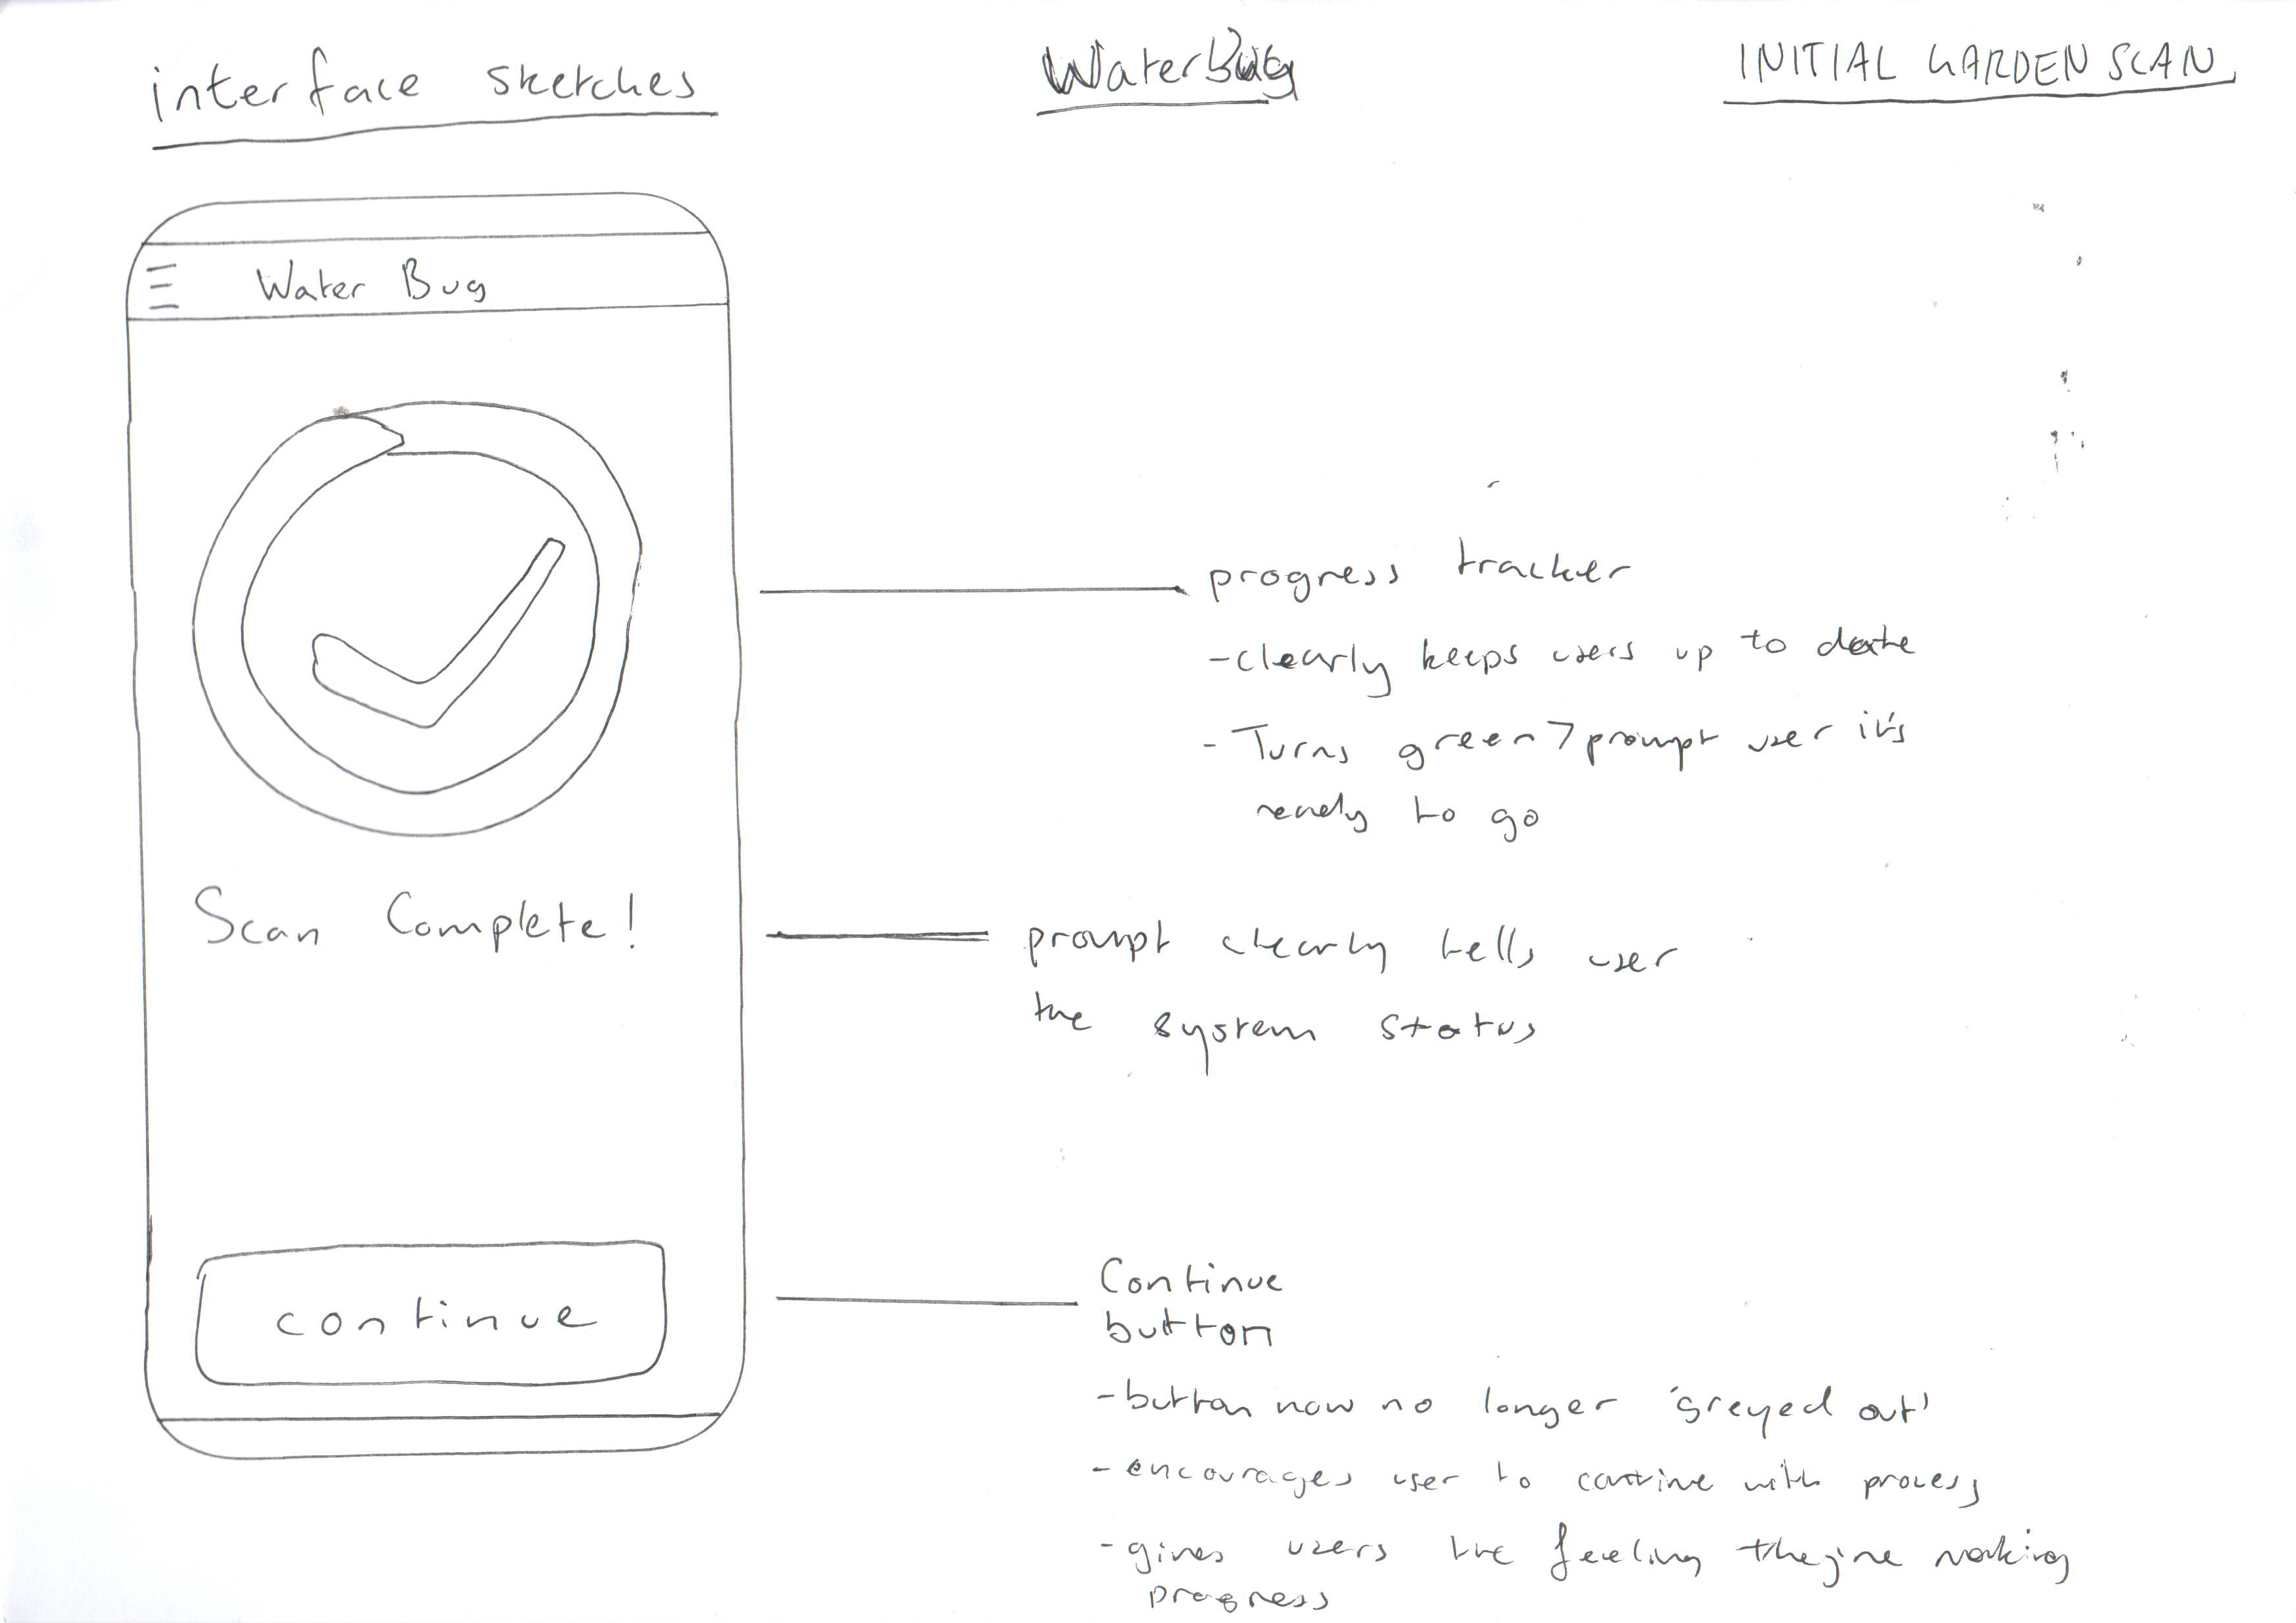 interface sketches
WaterBug
INITIAL GARDEN SCAN
Water Bug
progress tracker
-clearly keeps users up to date
- Turns green > prompt user it's
ready to go
Scan Complete!
prompt clearly tells user
the system status
continue
Continue
button
- button now no longer 'greyed out'
- encourages user to continue with process
- gives users the feeling they're making
progress